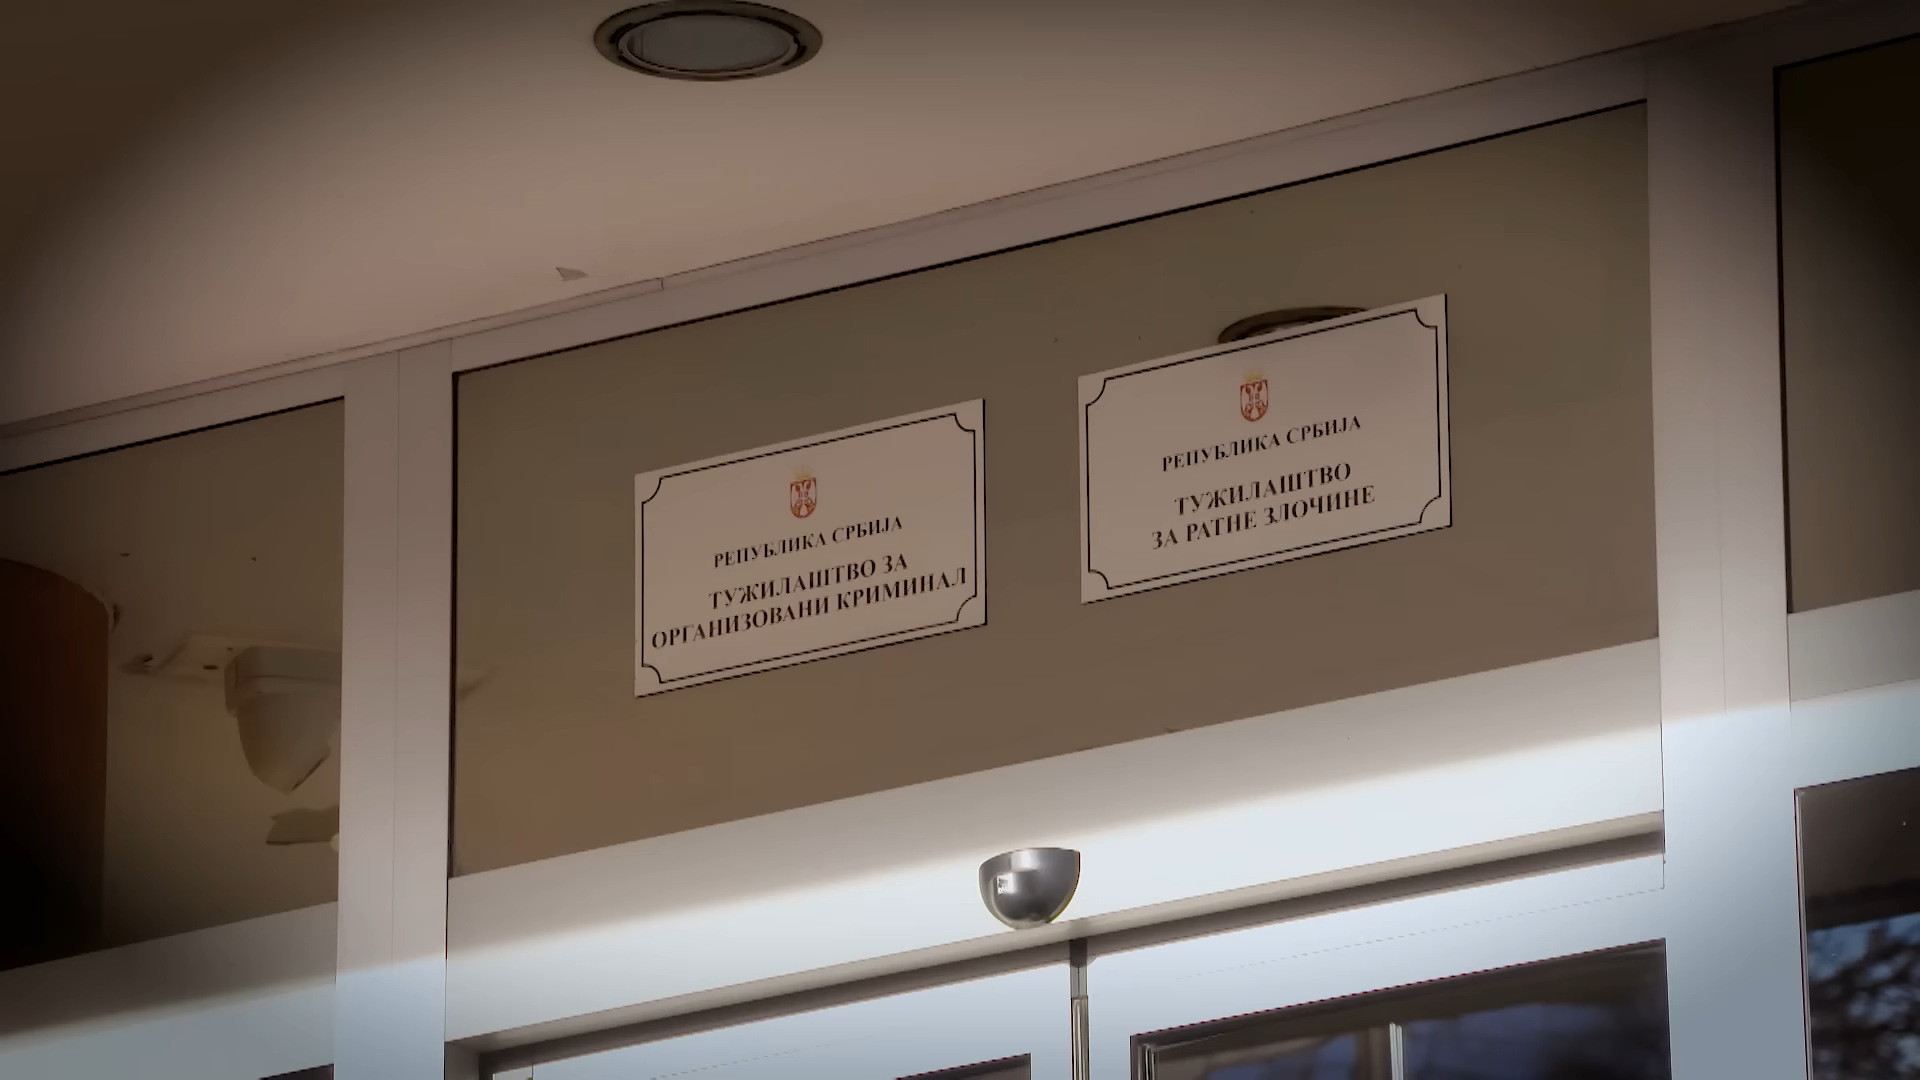 РЕПУБЛИКА СРБИЈА
ТУЖИЛАШТВО ЗА
ОРГАНИЗОВАНИ КРИМИНАЛ
РЕПУБЛИКА СРБИЈА
ТУЖИЛАШТВО
ЗА РАТНЕ ЗЛОЧИНЕ